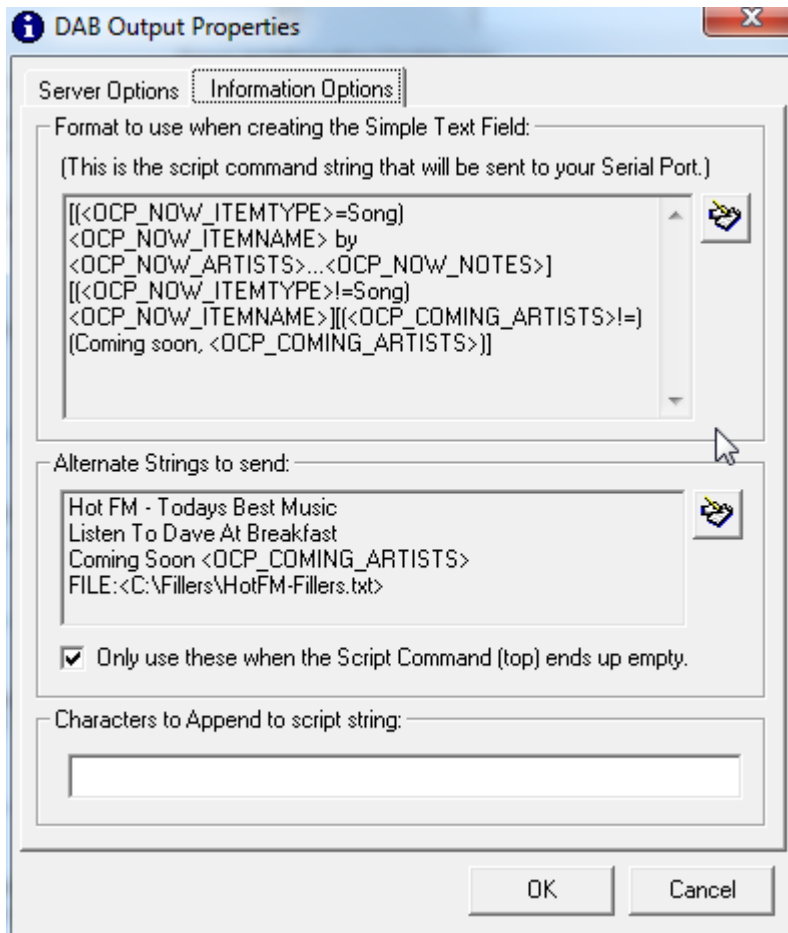 DAB Output Properties
Server Options
Information Options
Format to use when creating the Simple Text Field:
(This is the script command string that will be sent to your Serial Port.)
[(<OCP_NOW_ITEMTYPE>=Song)
<OCP_NOW_ITEMNAME> by
<OCP_NOW_ARTISTS>...<OCP_NOW_NOTES>]
[(<OCP_NOW_ITEMTYPE>!=Song)
<OCP_NOW_ITEMNAME>][(<OCP_COMING_ARTISTS>!=)
(Coming soon, <OCP_COMING_ARTISTS>)]
Alternate Strings to send:
Hot FM - Todays Best Music
Listen To Dave At Breakfast
Coming Soon <OCP_COMING_ARTISTS>
FILE:<C:\Fillers\HotFM-Fillers.txt>
Only use these when the Script Command (top) ends up empty.
Characters to Append to script string:
OK
Cancel